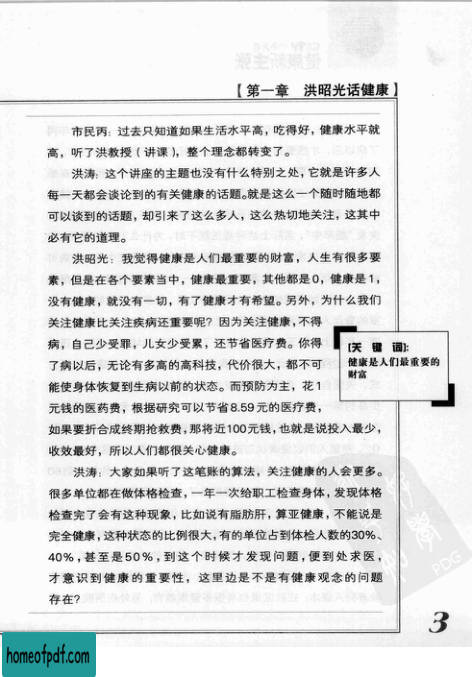 【第一章 洪昭光话健康】
市民丙：过去只知道如果生活水平高，吃得好，健康水平就
高，听了洪教授（讲课），整个理念都转变了。
洪涛：这个讲座的主题也没有什么特别之处，它就是许多人
每一天都会谈论到的有关健康的话题。就是这么一个随时随地都
可以谈到的话题，却引来了这么多人，这么热切地关注，这其中
必有它的道理。
洪昭光：我觉得健康是人们最重要的财富，人生有很多要
素，但是在各个要素当中，健康最重要，其他都是0，健康是1，
没有健康，就没有一切，有了健康才有希望。另外，为什么我们
关注健康比关注疾病还重要呢？因为关注健康，不得
病，自己少受罪，儿女少受累，还节省医疗费。你得
了病以后，无论有多高的高科技，代价很大，都不可
能使身体恢复到生病以前的状态。而预防为主，花1
元钱的医药费，根据研究可以节省8.59元的医疗费，
如果要折合成终期抢救费，那将近100元钱，也就是说投入最少，
收效最好，所以人们都很关心健康。
洪涛：大家如果听了这笔账的算法，关注健康的人会更多。
很多单位都在做体格检查，一年一次给职工检查身体，发现体格
检查完了会有这种现象，比如说有脂肪肝，算亚健康，不能说是
完全健康，这种状态的比例很大，有的单位占到体检人数的30%、
40%，甚至是50%，到这个时候才发现问题，便到处求医，
才意识到健康的重要性，这里边是不是有健康观念的问题
存在？
[关 键 词]：
健康是人们最重要的
财富
PDG
3
homeofpdf.com